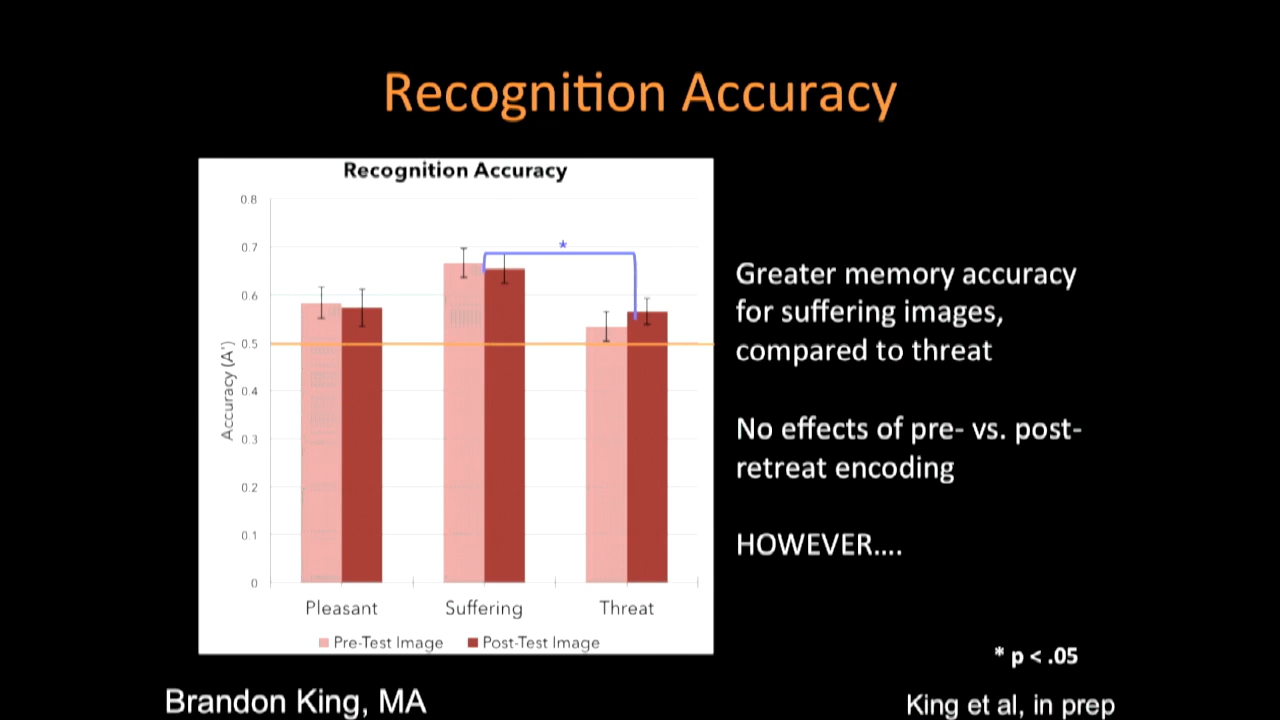 Recognition Accuracy
Recognition Accuracy
0.8
0.7
0.6
0.5
0.4
0.3
0.2
0.1
0
Accuracy (A')
*
Pleasant Suffering Threat
Pre-Test Image Post-Test Image
Greater memory accuracy
for suffering images,
compared to threat
No effects of pre- vs. post-
retreat encoding
HOWEVER....
* p < .05
Brandon King, MA
King et al, in prep